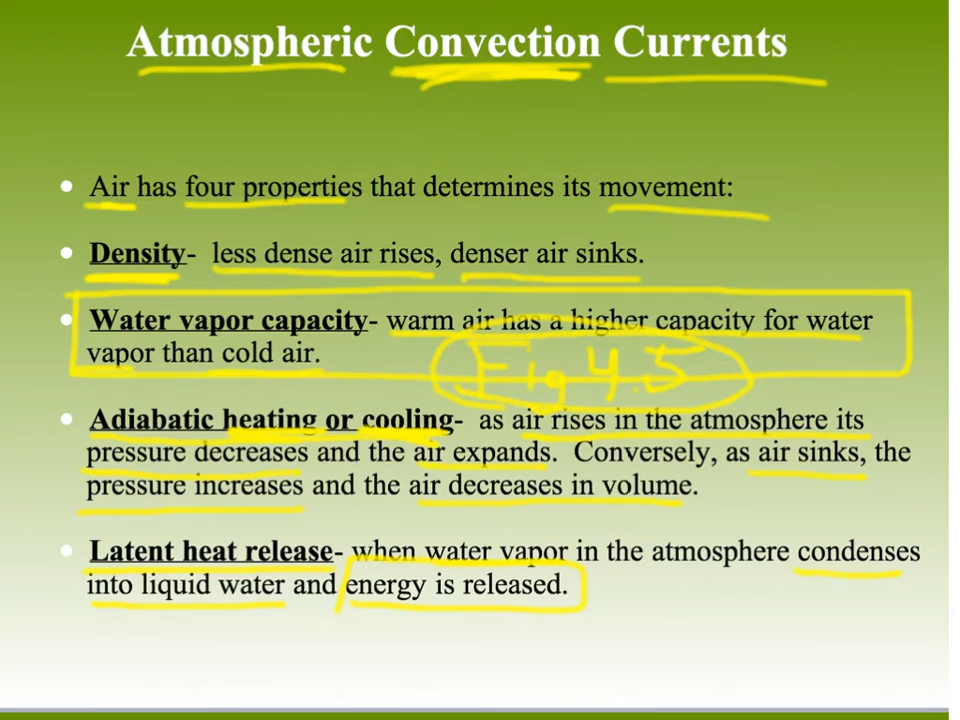 Atmospheric Convection Currents
Air has four properties that determines its movement:
Density- less dense air rises, denser air sinks.
Water vapor capacity- warm air has a higher capacity for water
vapor than cold air.
Fig 4.5
Adiabatic heating or cooling- as air rises in the atmosphere its
pressure decreases and the air expands. Conversely, as air sinks, the
pressure increases and the air decreases in volume.
Latent heat release- when water vapor in the atmosphere condenses
into liquid water and energy is released.